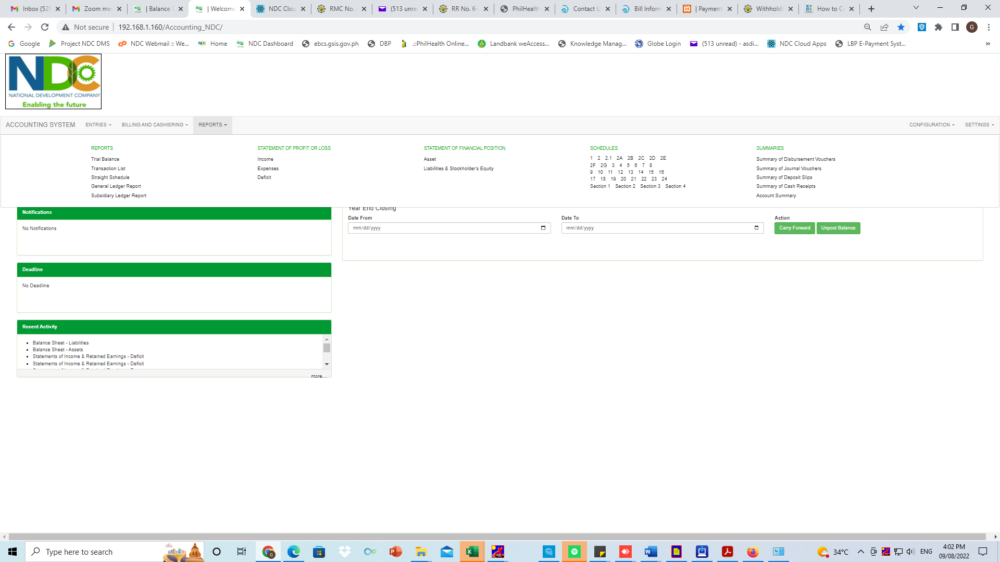 Inbox (529
Zoom me
| Balance S
| Welcome
NDC Clou
RMC No.
(513 unre
RR No. 6-
PhilHealth
Contact U
Bill Inform
| Payment
Withholdi
How to Co
Not secure 192.168.1.160/Accounting_NDC/
G
Google Project NDC DMS NDC Webmail :: We... Home NDC Dashboard ebcs.gsis.gov.ph DBP .::PhilHealth Online... Landbank weAccess... Knowledge Manag... Globe Login (513 unread) - asdi... NDC Cloud Apps LBP E-Payment Syst... »
NDC
NATIONAL DEVELOPMENT COMPANY
Enabling the future
ACCOUNTING SYSTEM ENTRIES BILLING AND CASHIERING REPORTS CONFIGURATION SETTINGS
REPORTS
Trial Balance
Transaction List
Straight Schedule
General Ledger Report
Subsidiary Ledger Report
STATEMENT OF PROFIT OR LOSS
Income
Expenses
Deficit
STATEMENT OF FINANCIAL POSITION
Asset
Liabilities & Stockholder's Equity
SCHEDULES
1 2 2.1 2A 2B 2C 2D 2E
2F 2G 3 4 5 6 7 8
9 10 11 12 13 14 15 16
17 18 19 20 21 22 23 24
Section 1 Section 2 Section 3 Section 4
SUMMARIES
Summary of Disbursement Vouchers
Summary of Journal Vouchers
Summary of Deposit Slips
Summary of Cash Receipts
Account Summary
Notifications
No Notifications
Deadline
No Deadline
Recent Activity
Balance Sheet - Liabilities
Balance Sheet - Assets
Statements of Income & Retained Earnings - Deficit
Statements of Income & Retained Earnings - Deficit
more...
Year End Closing
Date From Date To Action
mm/dd/yyyy mm/dd/yyyy Carry Forward Unpost Balance
Type here to search
34°C
ENG
4:02 PM
09/08/2022